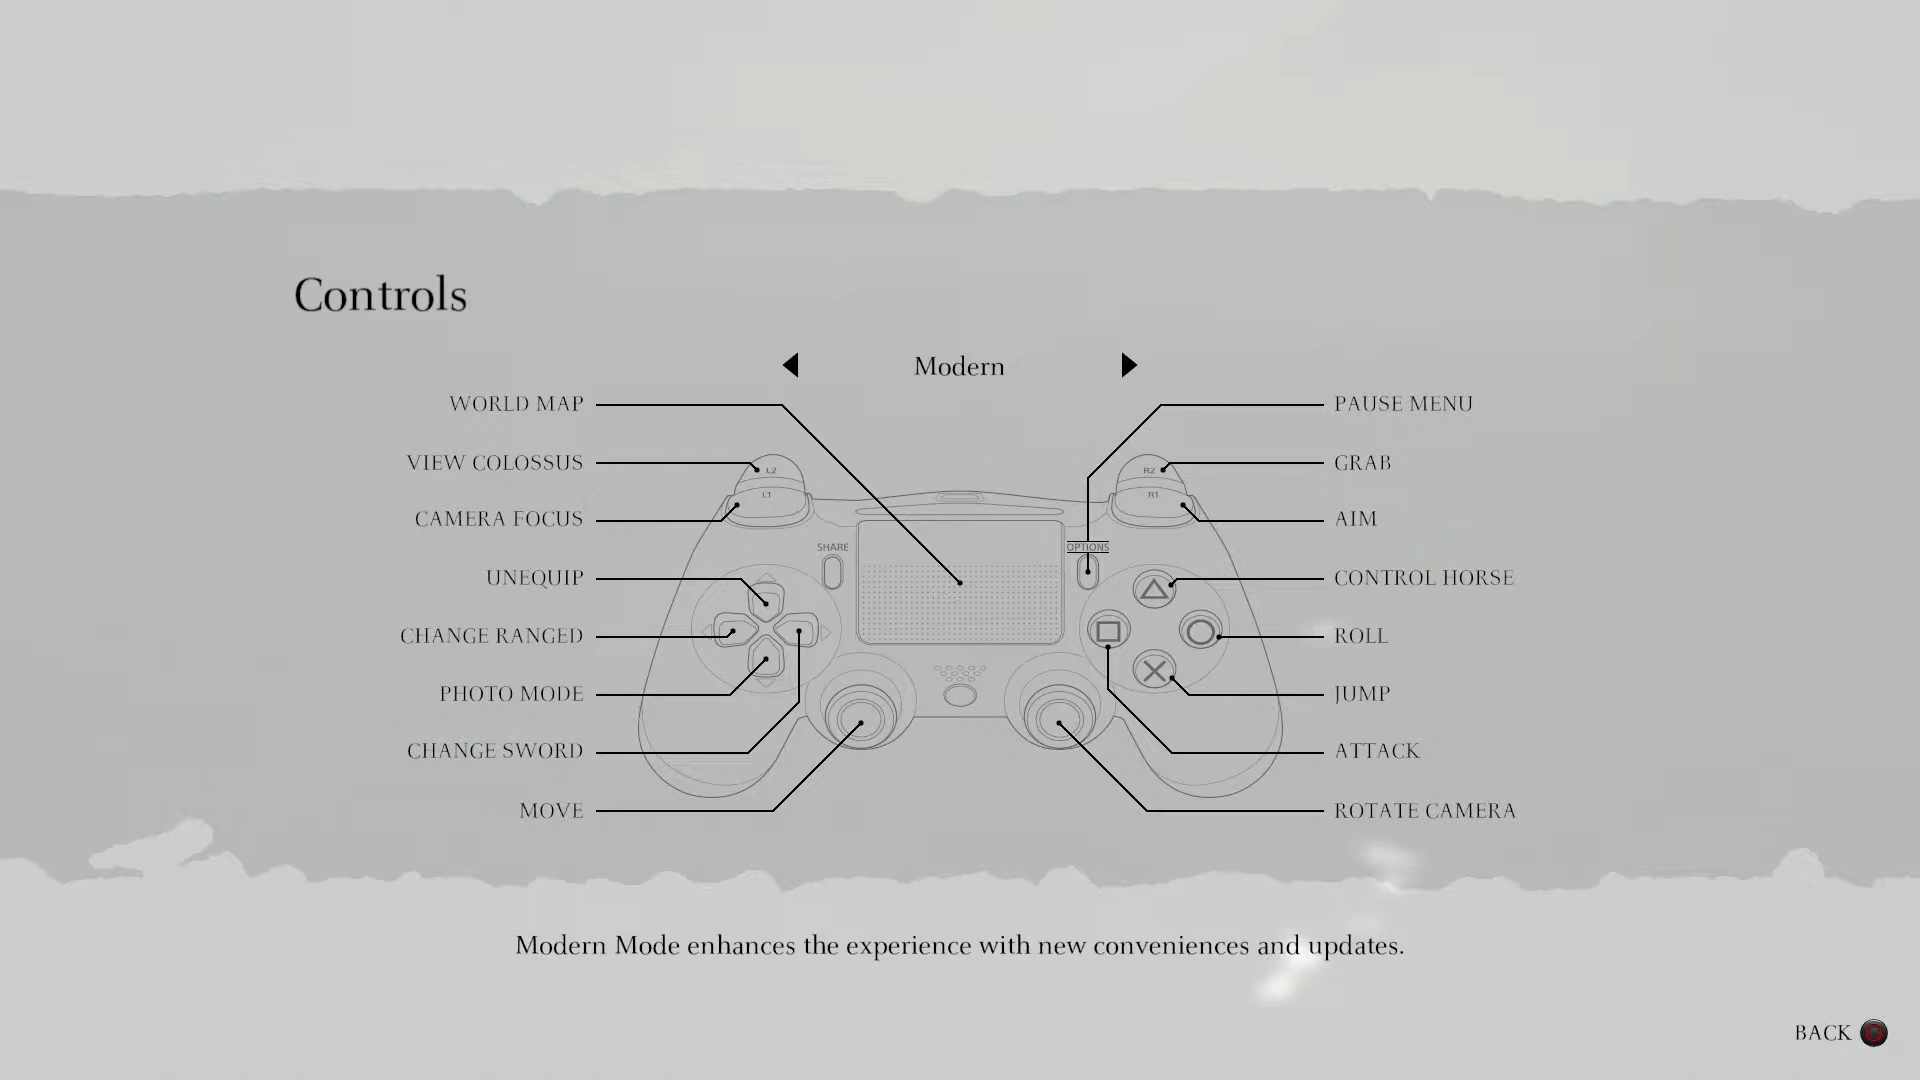 Controls
Modern
WORLD MAP
PAUSE MENU
VIEW COLOSSUS
L2
R2
GRAB
L1
R1
CAMERA FOCUS
AIM
SHARE
OPTIONS
UNEQUIP
CONTROL HORSE
CHANGE RANGED
ROLL
PHOTO MODE
JUMP
CHANGE SWORD
ATTACK
MOVE
ROTATE CAMERA
Modern Mode enhances the experience with new conveniences and updates.
BACK